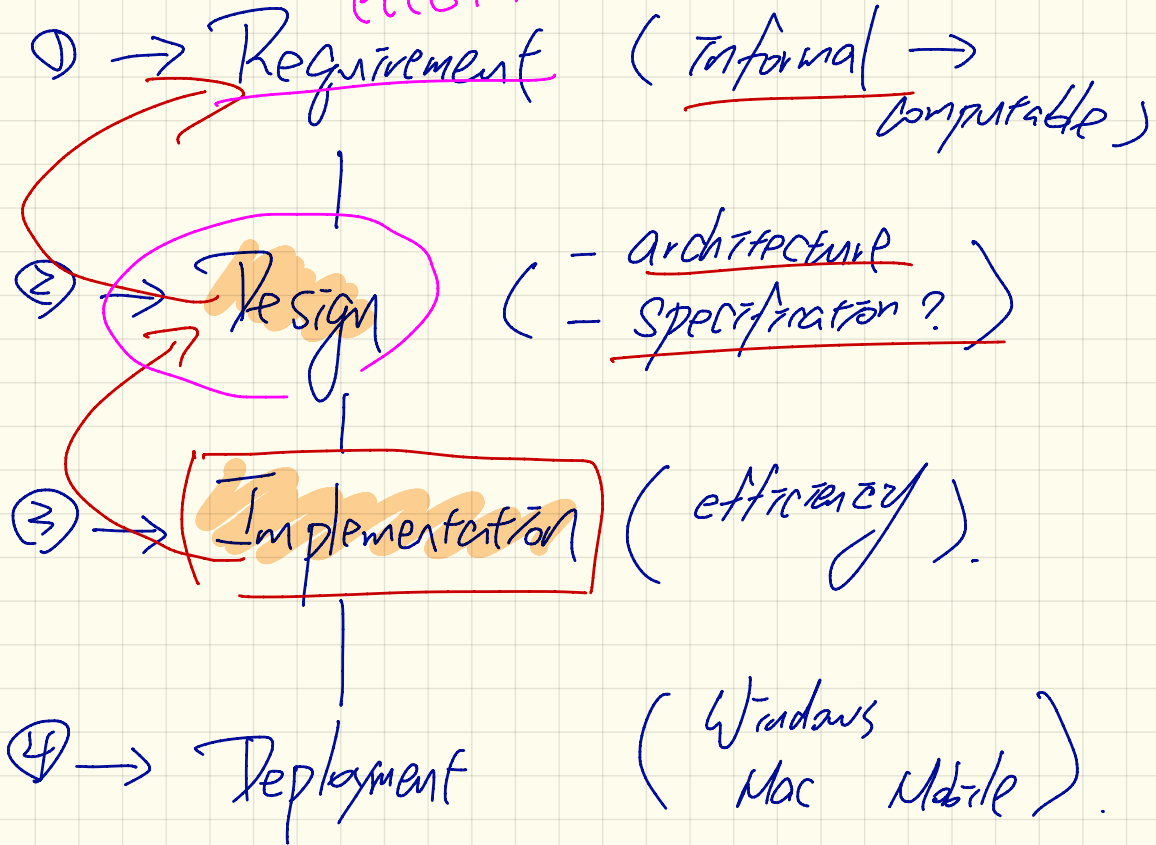 ① → Requirement ( informal →
computable )
② → Design ( - architecture
- specification ? )
③ → Implementation ( efficiency ).
④ → Deployment ( Windows
Mac Mobile ).